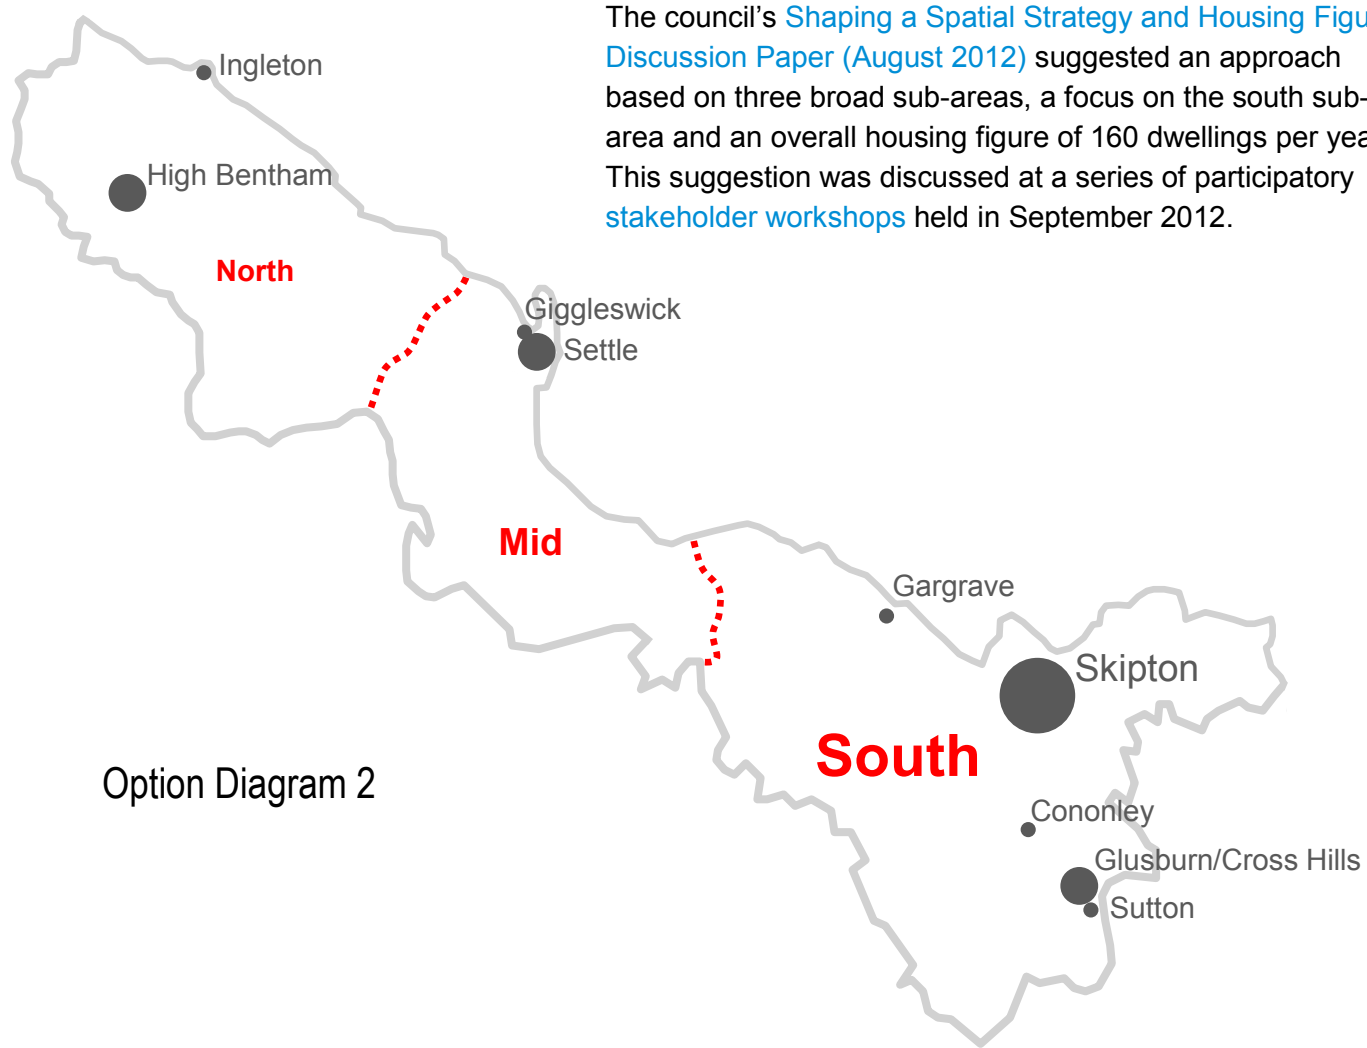 The council's Shaping a Spatial Strategy and Housing Figu
Discussion Paper (August 2012) suggested an approach
based on three broad sub-areas, a focus on the south sub-
area and an overall housing figure of 160 dwellings per yea
This suggestion was discussed at a series of participatory
stakeholder workshops held in September 2012.
Ingleton
High Bentham
North
Giggleswick
Settle
Mid
Gargrave
Skipton
South
Option Diagram 2
Cononley
Glusburn/Cross Hills
Sutton